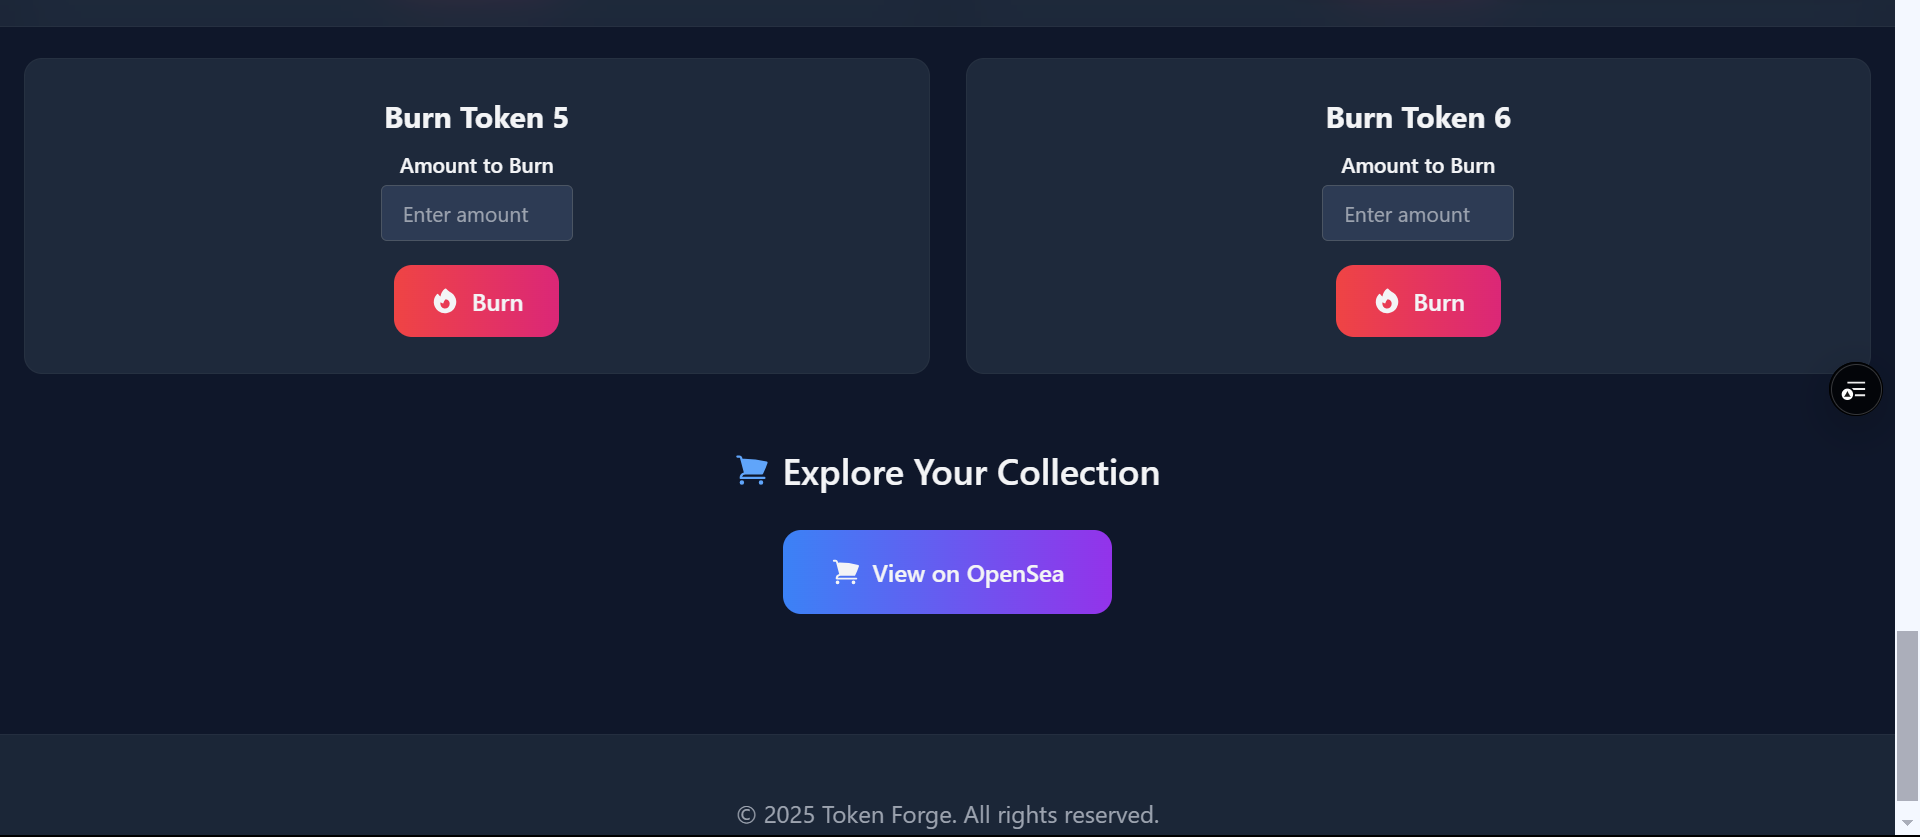 Burn Token 5
Amount to Burn
Enter amount
Burn
Burn Token 6
Amount to Burn
Enter amount
Burn
Explore Your Collection
View on OpenSea
© 2025 Token Forge. All rights reserved.